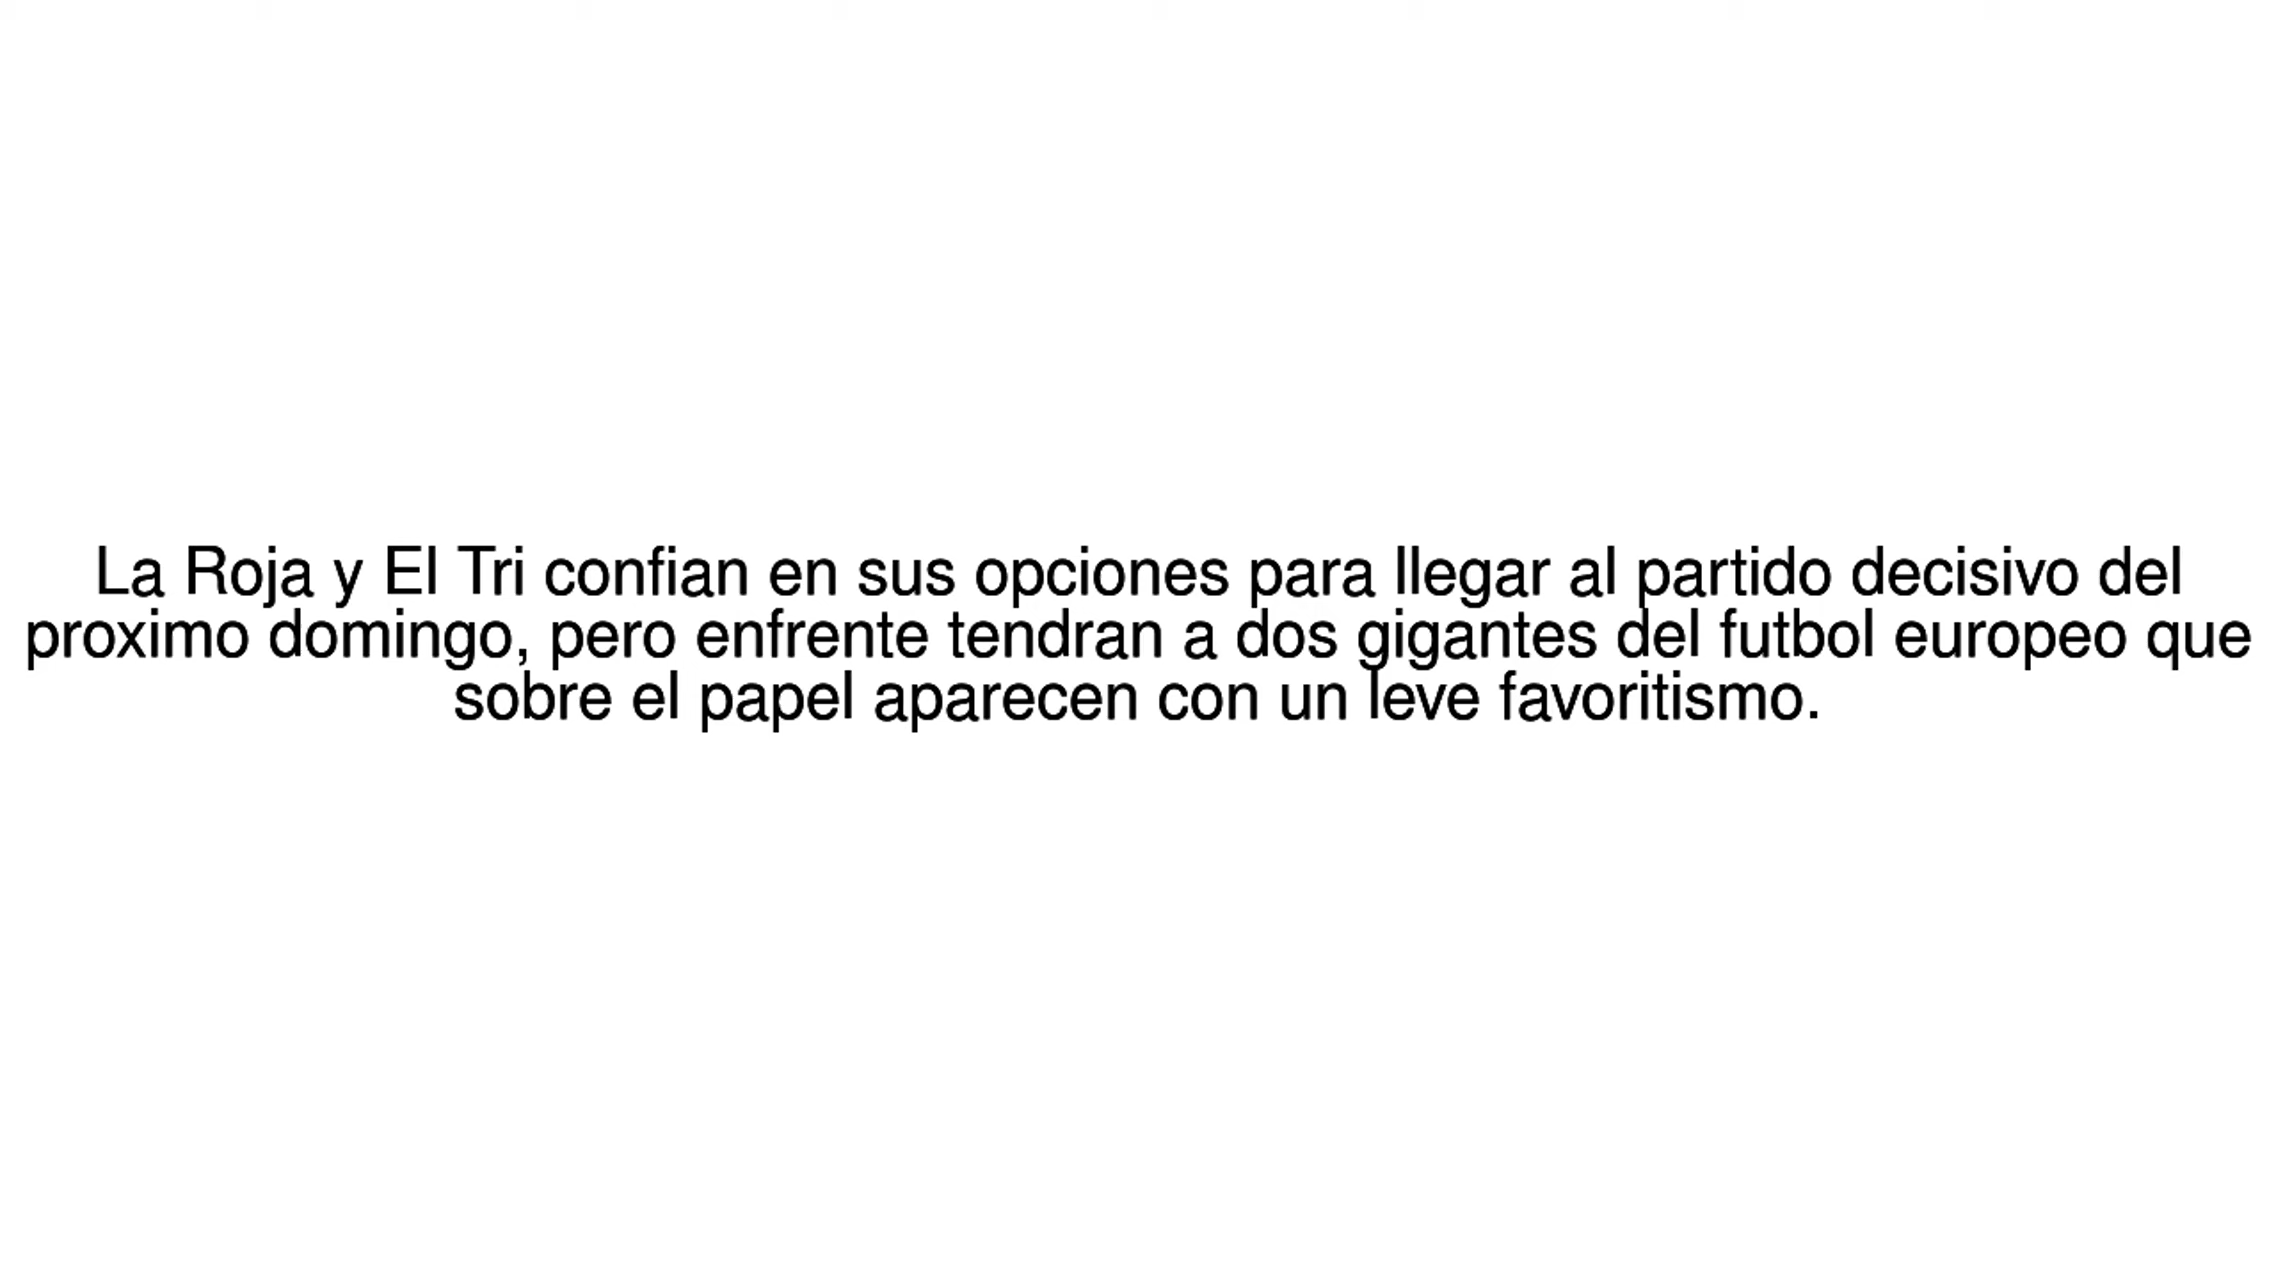 La Roja y El Tri confian en sus opciones para llegar al partido decisivo del
proximo domingo, pero enfrente tendran a dos gigantes del futbol europeo que
sobre el papel aparecen con un leve favoritismo.